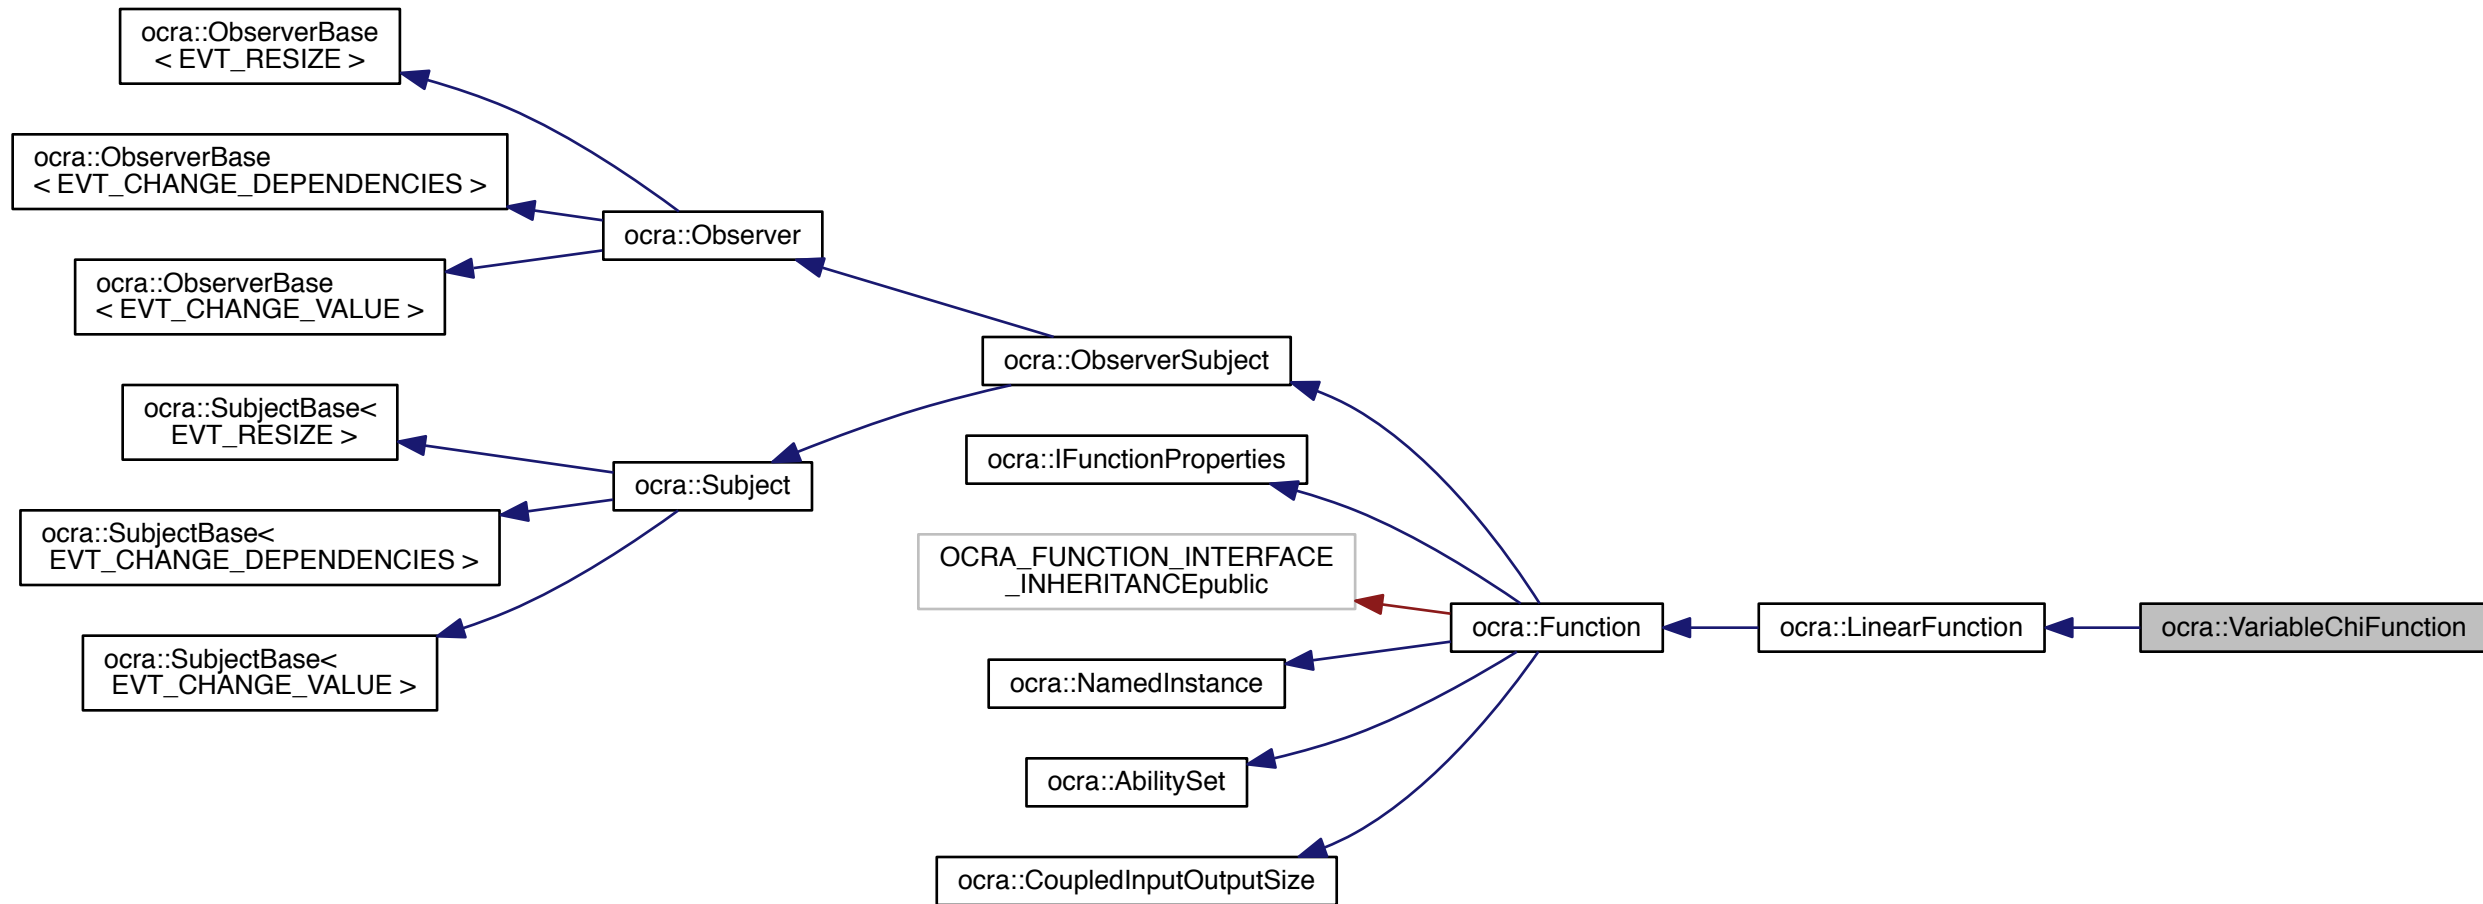 ocra::ObserverBase
< EVT_RESIZE >
ocra::ObserverBase
< EVT_CHANGE_DEPENDENCIES >
ocra::Observer
ocra::ObserverBase
< EVT_CHANGE_VALUE >
ocra::ObserverSubject
ocra::SubjectBase<
EVT_RESIZE >
ocra::IFunctionProperties
ocra::Subject
ocra::SubjectBase<
EVT_CHANGE_DEPENDENCIES >
OCRA_FUNCTION_INTERFACE
_INHERITANCEpublic
ocra::Function
ocra::LinearFunction
ocra::VariableChiFunction
ocra::SubjectBase<
EVT_CHANGE_VALUE >
ocra::NamedInstance
ocra::AbilitySet
ocra::CoupledInputOutputSize